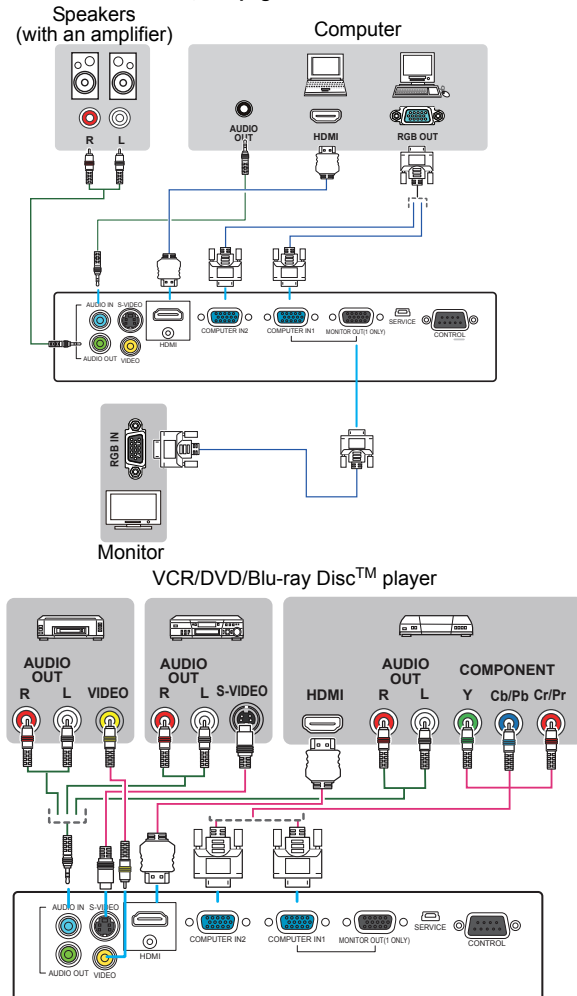 Speakers
(with an amplifier)
Computer
R L
AUDIO
OUT
HDMI
RGB OUT
AUDIO IN S-VIDEO
HDMI
COMPUTER IN2
COMPUTER IN1
MONITOR OUT(1 ONLY)
SERVICE
CONTROL
AUDIO OUT VIDEO
RGB IN
Monitor
VCR/DVD/Blu-ray Disc™ player
AUDIO
OUT
R L VIDEO
AUDIO
OUT
R L S-VIDEO
HDMI
AUDIO
OUT
R L
COMPONENT
Y Cb/Pb Cr/Pr
AUDIO IN S-VIDEO
HDMI
COMPUTER IN2
COMPUTER IN1
MONITOR OUT(1 ONLY)
SERVICE
CONTROL
AUDIO OUT VIDEO